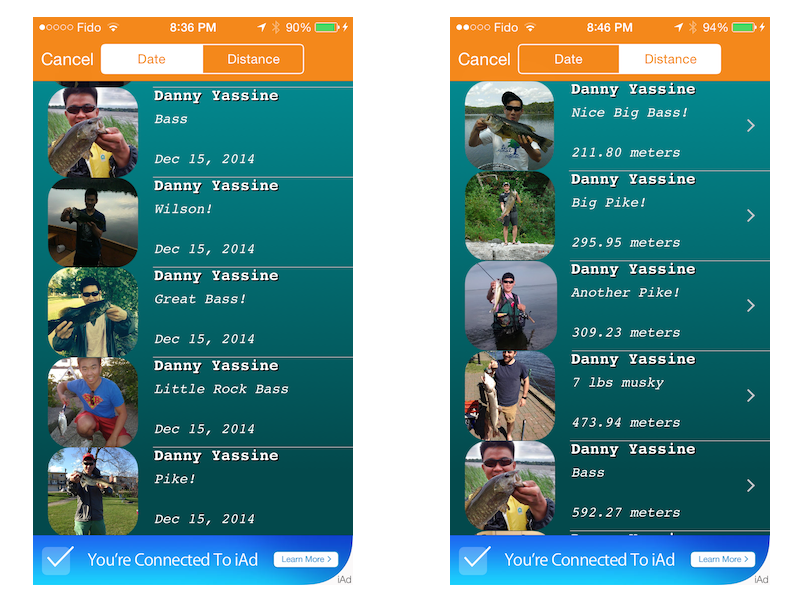 Fido 8:36 PM 90%
Cancel Date Distance
Danny Yassine
Bass
Dec 15, 2014
Danny Yassine
Wilson!
Dec 15, 2014
Danny Yassine
Great Bass!
Dec 15, 2014
Danny Yassine
Little Rock Bass
Dec 15, 2014
Danny Yassine
Pike!
Dec 15, 2014
You're Connected To iAd Learn More >
iAd
Fido 8:46 PM 94%
Cancel Date Distance
Danny Yassine
Nice Big Bass!
211.80 meters
Danny Yassine
Big Pike!
295.95 meters
Danny Yassine
Another Pike!
309.23 meters
Danny Yassine
7 lbs musky
473.94 meters
Danny Yassine
Bass
592.27 meters
You're Connected To iAd Learn More >
iAd